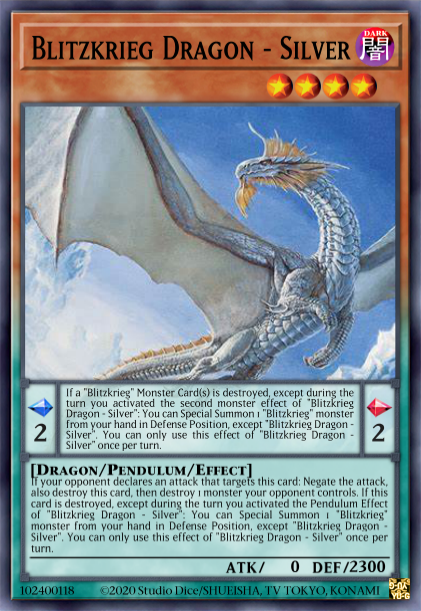 Blitzkrieg Dragon - Silver
DARK
闇
If a "Blitzkrieg" Monster Card(s) is destroyed, except during the
turn you activated the second monster effect of "Blitzkrieg
Dragon - Silver": You can Special Summon 1 "Blitzkrieg" monster
from your hand in Defense Position, except "Blitzkrieg Dragon -
Silver". You can only use this effect of "Blitzkrieg Dragon -
Silver" once per turn.
2
2
[Dragon/Pendulum/Effect]
If your opponent declares an attack that targets this card: Negate the attack,
also destroy this card, then destroy 1 monster your opponent controls. If this
card is destroyed, except during the turn you activated the Pendulum Effect
of "Blitzkrieg Dragon - Silver": You can Special Summon 1 "Blitzkrieg"
monster from your hand in Defense Position, except "Blitzkrieg Dragon -
Silver". You can only use this effect of "Blitzkrieg Dragon - Silver" once per
turn.
ATK/ 0 DEF/2300
102400118 ©2020 Studio Dice/SHUEISHA, TV TOKYO, KONAMI